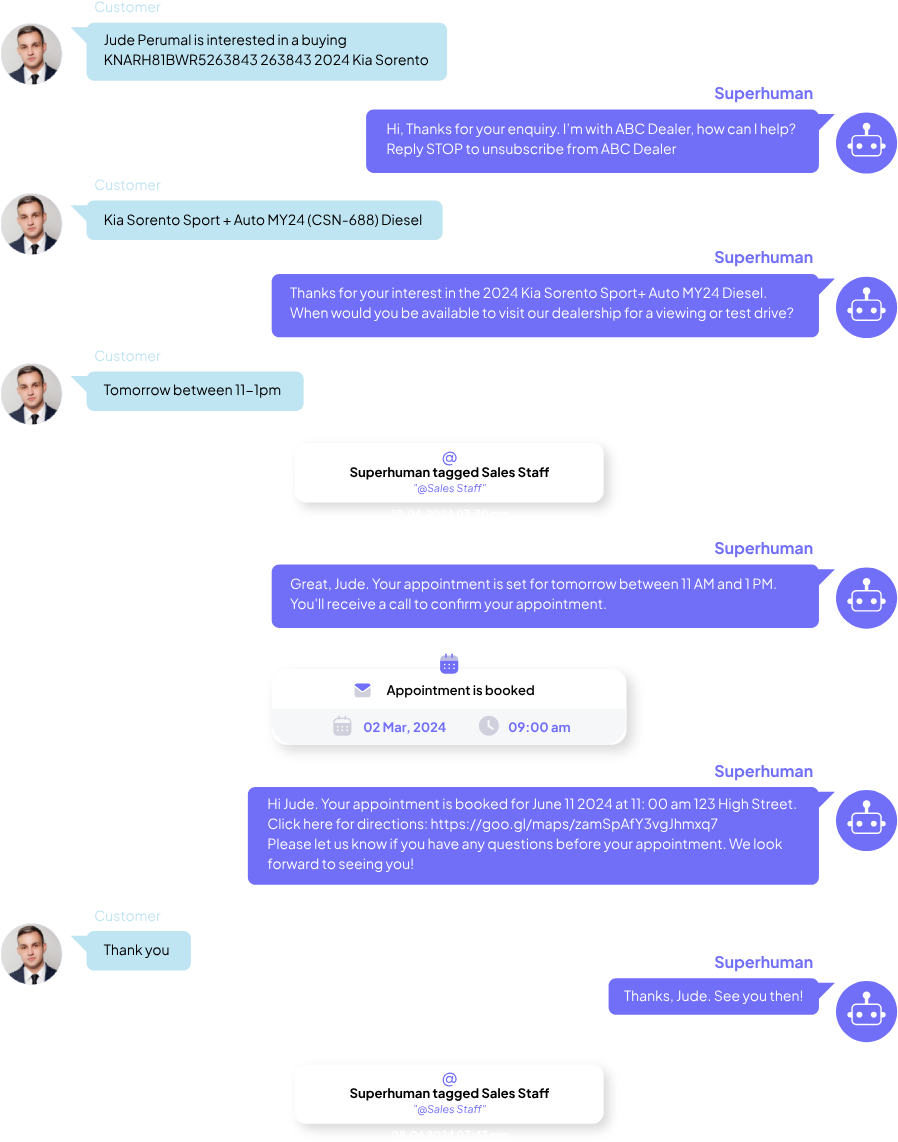 Customer
Jude Perumal is interested in a buying
KNARH81BWR5263843 263843 2024 Kia Sorento
Superhuman
Hi, Thanks for your enquiry. I'm with ABC Dealer, how can I help?
Reply STOP to unsubscribe from ABC Dealer
Customer
Kia Sorento Sport + Auto MY24 (CSN-688) Diesel
Superhuman
Thanks for your interest in the 2024 Kia Sorento Sport+ Auto MY24 Diesel.
When would you be available to visit our dealership for a viewing or test drive?
Customer
Tomorrow between 11-1pm
@
Superhuman tagged Sales Staff
"@Sales Staff"
Superhuman
Great, Jude. Your appointment is set for tomorrow between 11 AM and 1 PM.
You'll receive a call to confirm your appointment.
Appointment is booked
02 Mar, 2024 09:00 am
Superhuman
Hi Jude. Your appointment is booked for June 11 2024 at 11: 00 am 123 High Street.
Click here for directions: https://goo.gl/maps/zamSpAfY3vgJhmxq7
Please let us know if you have any questions before your appointment. We look
forward to seeing you!
Customer
Thank you
Superhuman
Thanks, Jude. See you then!
@
Superhuman tagged Sales Staff
"@Sales Staff"